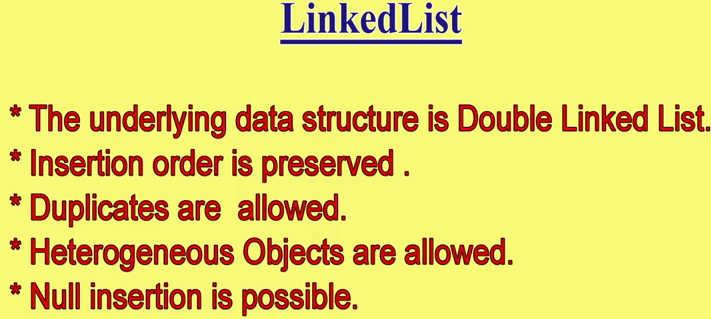 LinkedList
* The underlying data structure is Double Linked List.
* Insertion order is preserved .
* Duplicates are  allowed.
* Heterogeneous Objects are allowed.
* Null insertion is possible.